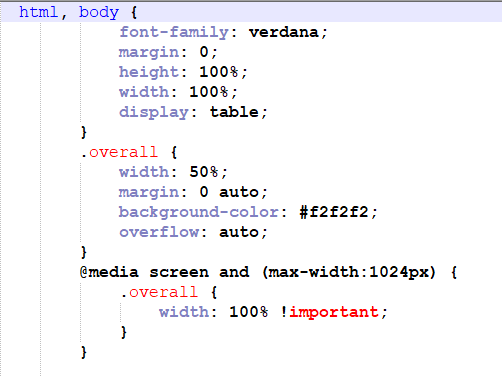 html, body {
font-family: verdana;
margin: 0;
height: 100%;
width: 100%;
display: table;
}
.overall {
width: 50%;
margin: 0 auto;
background-color: #f2f2f2;
overflow: auto;
}
@media screen and (max-width:1024px) {
.overall {
width: 100% !important;
}
}